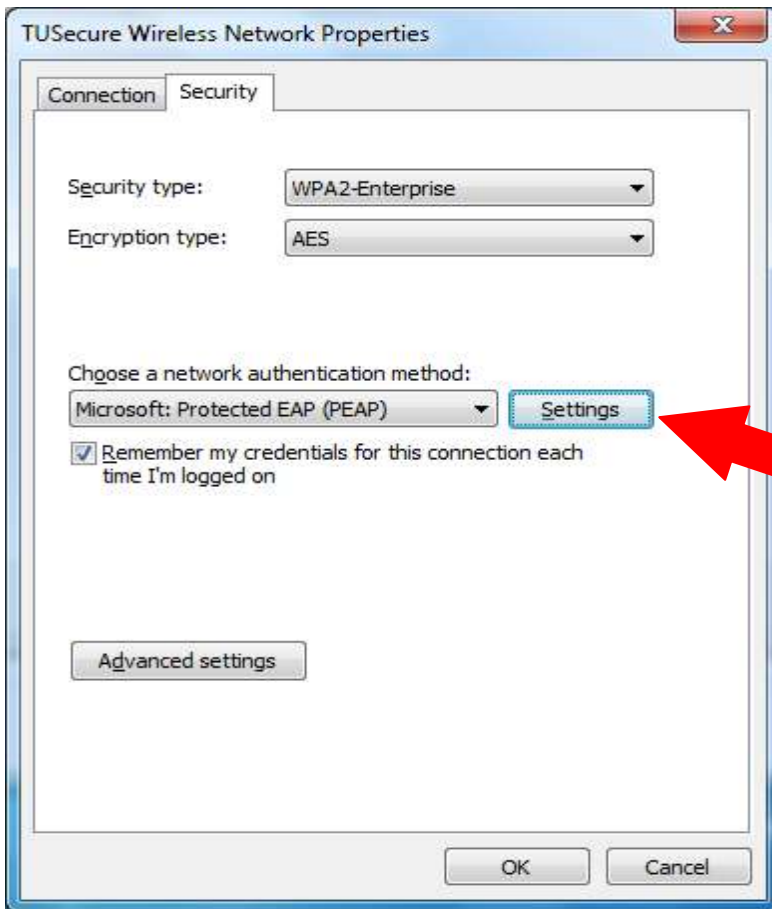 TUSecure Wireless Network Properties
Connection
Security
Security type:
WPA2-Enterprise
Encryption type:
AES
Choose a network authentication method:
Microsoft: Protected EAP (PEAP)
Settings
Remember my credentials for this connection each
time I'm logged on
Advanced settings
OK
Cancel